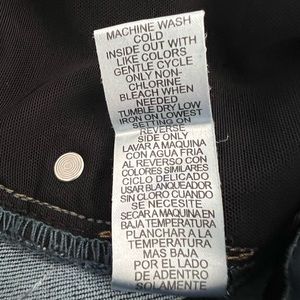 MACHINE WASH
COLD
INSIDE OUT WITH
LIKE COLORS
GENTLE CYCLE
ONLY NON-
CHLORINE
BLEACH WHEN
NEEDED
TUMBLE DRY LOW
IRON ON LOWEST
SETTING ON
REVERSE
SIDE ONLY
LAVAR A MAQUINA
CON AGUA FRIA
AL REVERSO CON
COLORES SIMILARES
CICLO DELICADO
USAR BLANQUEADOR
SIN CLORO CUANDO
SE NECESITE
SECAR A MAQUINA EN
BAJA TEMPERATURA
PLANCHAR A LA
TEMPERATURA
MAS BAJA
POR EL LADO
DE ADENTRO
SOLAMENTE